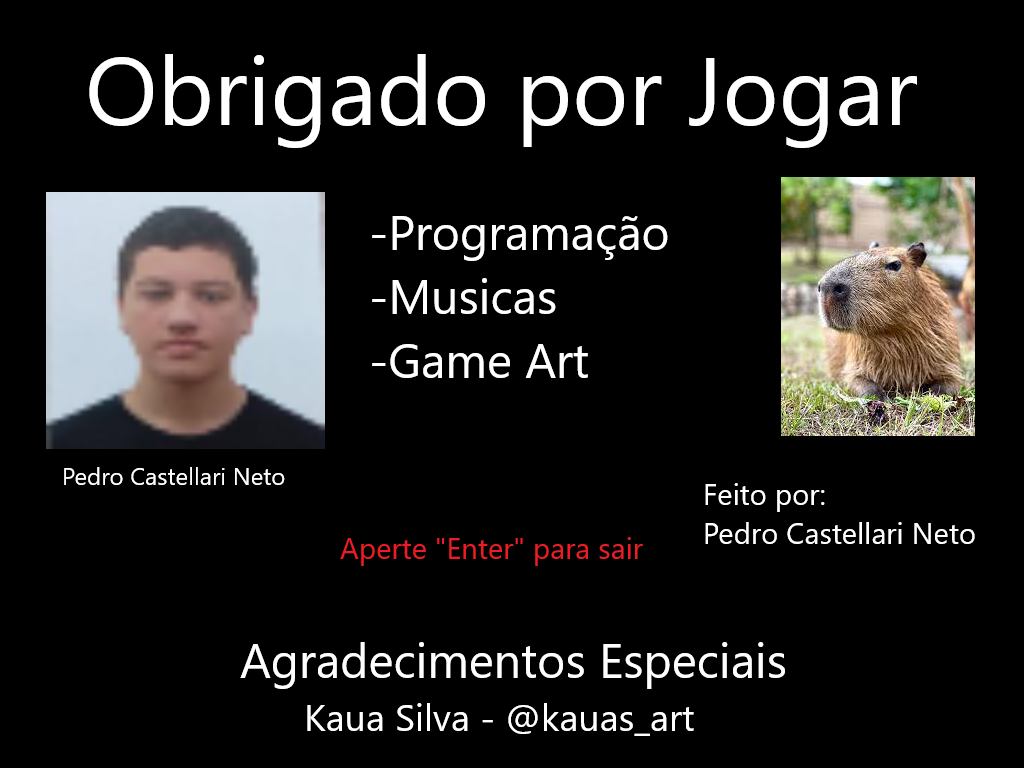 Obrigado por Jogar
-Programação
-Musicas
-Game Art
Pedro Castellari Neto
Feito por:
Pedro Castellari Neto
Aperte "Enter" para sair
Agradecimentos Especiais
Kaua Silva - @kauas_art